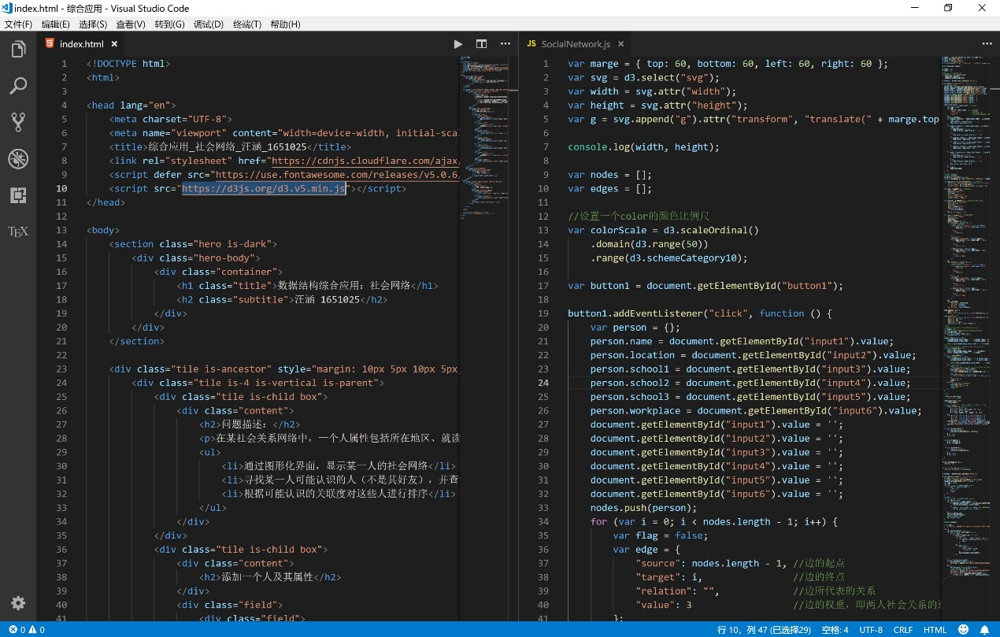 index.html - 综合应用 - Visual Studio Code
文件(F) 编辑(E) 选择(S) 查看(V) 转到(G) 调试(D) 终端(T) 帮助(H)
index.html
1 <!DOCTYPE html>
2 <html>
3
4 <head lang="en">
5 <meta charset="UTF-8">
6 <meta name="viewport" content="width=device-width, initial-sca
7 <title>综合应用_社会网络_汪涵_1651025</title>
8 <link rel="stylesheet" href="https://cdnjs.cloudflare.com/ajax/
9 <script defer src="https://use.fontawesome.com/releases/v5.0.6/
10 <script src="https://d3js.org/d3.v5.min.js"></script>
11 </head>
12
13 <body>
14 <section class="hero is-dark">
15 <div class="hero-body">
16 <div class="container">
17 <h1 class="title">数据结构综合应用：社会网络</h1>
18 <h2 class="subtitle">汪涵 1651025</h2>
19 </div>
20 </div>
21 </section>
22
23 <div class="tile is-ancestor" style="margin: 10px 5px 10px 5px
24 <div class="tile is-4 is-vertical is-parent">
25 <div class="tile is-child box">
26 <div class="content">
27 <h2>问题描述：</h2>
28 <p>在某社会关系网络中，一个人属性包括所在地区、就读
29 <ul>
30 <li>通过图形化界面，显示某一人的社会网络</li>
31 <li>寻找某一人可能认识的人（不是其好友），并查
32 <li>根据可能认识的关联度对这些人进行排序</li>
33 </ul>
34 </div>
35 </div>
36 <div class="tile is-child box">
37 <div class="content">
38 <h2>添加一个人及其属性</h2>
39 </div>
40 <div class="field">
41 <div class="field">
JS SocialNetwork.js
1 var marge = { top: 60, bottom: 60, left: 60, right: 60 };
2 var svg = d3.select("svg");
3 var width = svg.attr("width");
4 var height = svg.attr("height");
5 var g = svg.append("g").attr("transform", "translate(" + marge.top
6
7 console.log(width, height);
8
9 var nodes = [];
10 var edges = [];
11
12 //设置一个color的颜色比例尺
13 var colorScale = d3.scaleOrdinal()
14 .domain(d3.range(50))
15 .range(d3.schemeCategory10);
16
17 var button1 = document.getElementById("button1");
18
19 button1.addEventListener("click", function () {
20 var person = {};
21 person.name = document.getElementById("input1").value;
22 person.location = document.getElementById("input2").value;
23 person.school1 = document.getElementById("input3").value;
24 person.school2 = document.getElementById("input4").value;
25 person.school3 = document.getElementById("input5").value;
26 person.workplace = document.getElementById("input6").value;
27 document.getElementById("input1").value = '';
28 document.getElementById("input2").value = '';
29 document.getElementById("input3").value = '';
30 document.getElementById("input4").value = '';
31 document.getElementById("input5").value = '';
32 document.getElementById("input6").value = '';
33 nodes.push(person);
34 for (var i = 0; i < nodes.length - 1; i++) {
35 var flag = false;
36 var edge = {
37 "source": nodes.length - 1, //边的起点
38 "target": i, //边的终点
39 "relation": "", //边所代表的关系
40 "value": 3 //边的权重，即两人社会关系的
41 };
TEX
0 0
行 10，列 47 (已选择29) 空格: 4 UTF-8 CRLF HTML